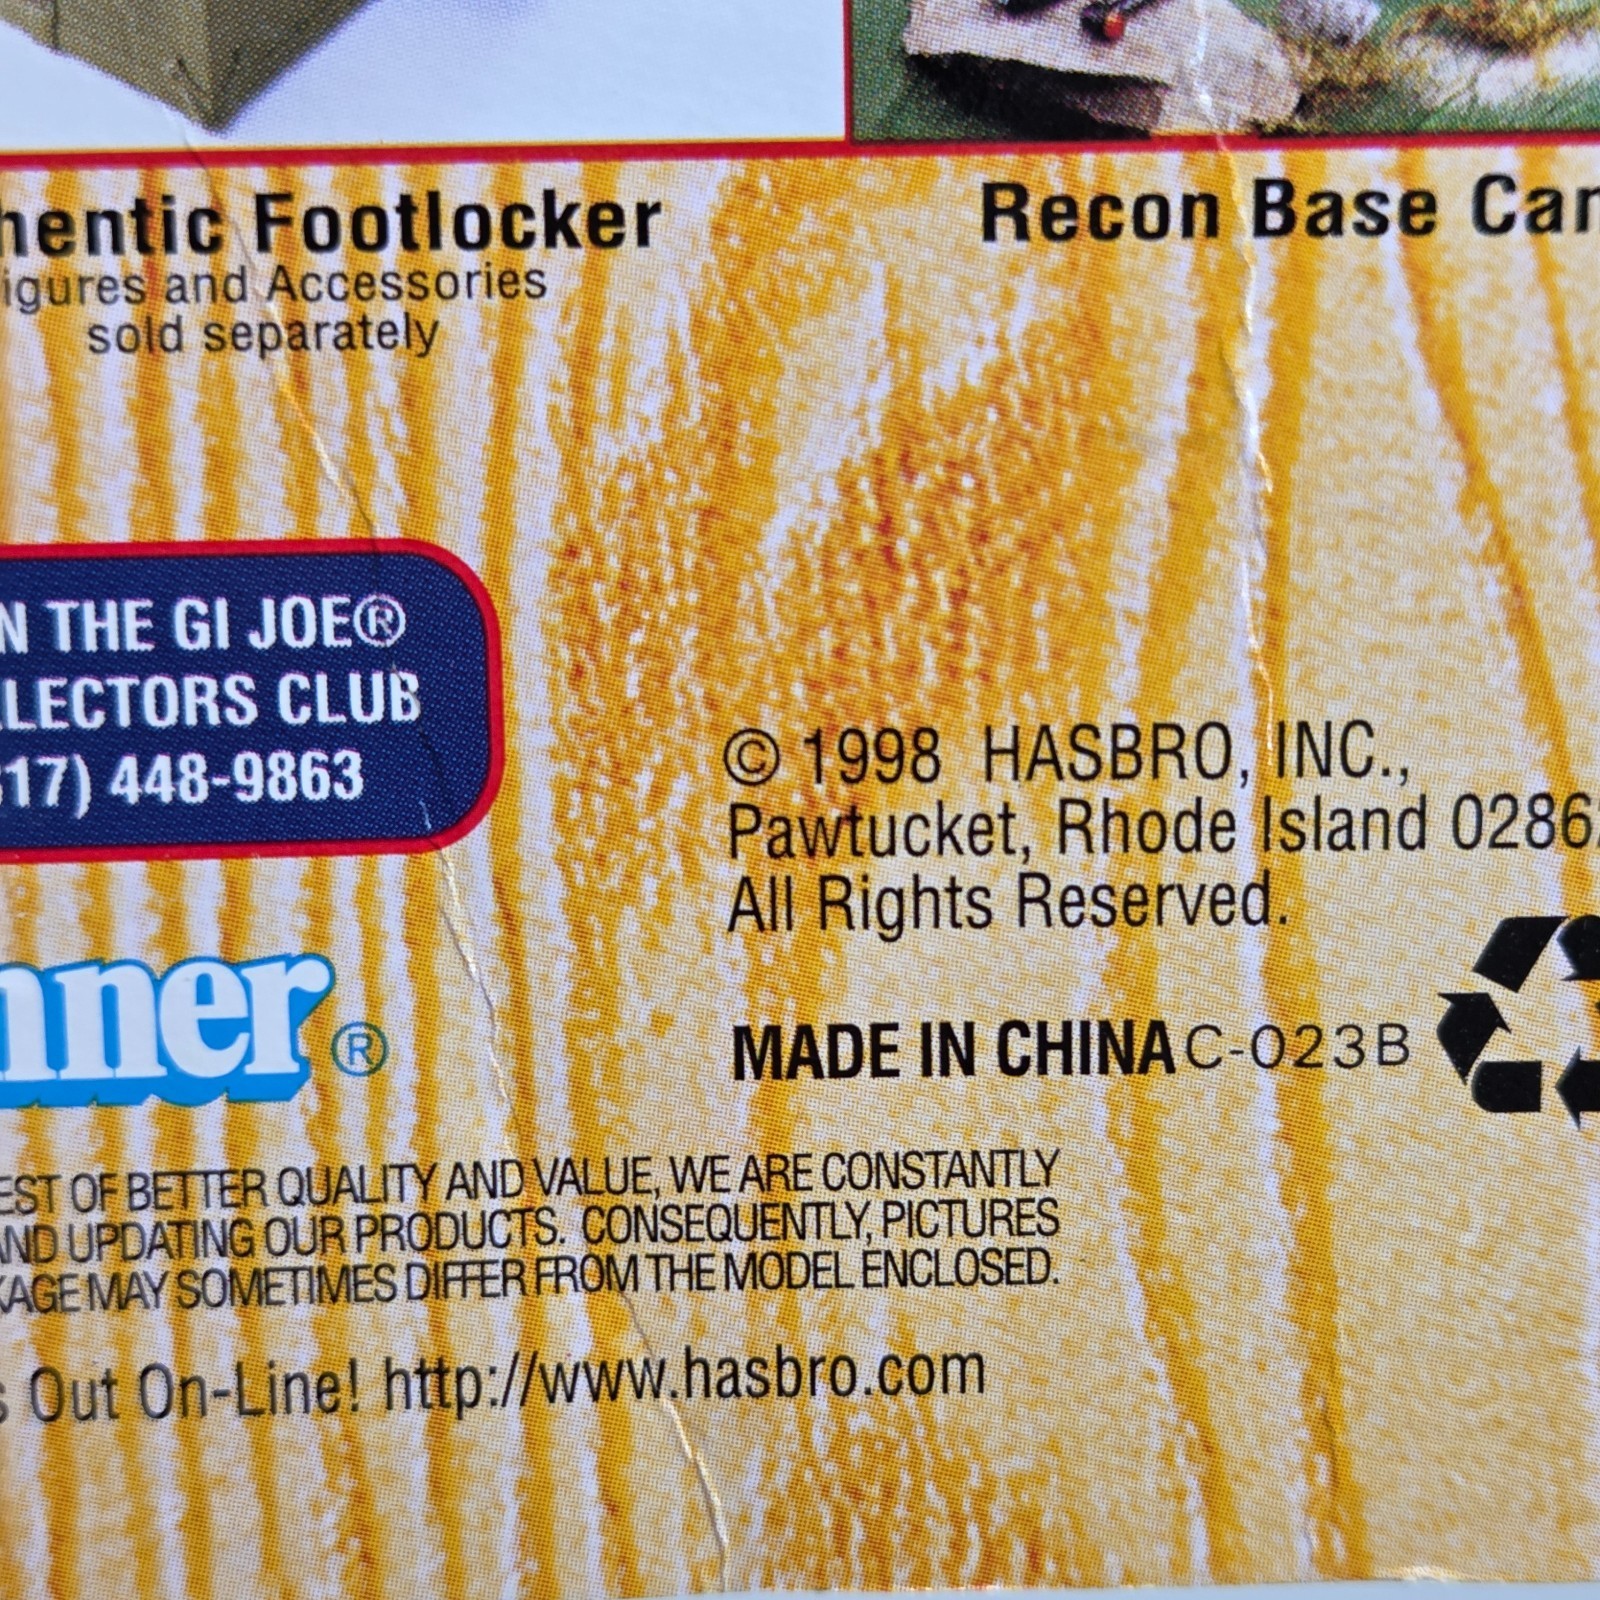 hentic Footlocker
igures and Accessories
sold separately
Recon Base Can
N THE GI JOE®
LLECTORS CLUB
17) 448-9863
© 1998 HASBRO, INC.,
Pawtucket, Rhode Island 0286
All Rights Reserved.
nner®
MADE IN CHINA C-023B
EST OF BETTER QUALITY AND VALUE, WE ARE CONSTANTLY
AND UPDATING OUR PRODUCTS. CONSEQUENTLY, PICTURES
KAGE MAY SOMETIMES DIFFER FROM THE MODEL ENCLOSED.
s Out On-Line! http://www.hasbro.com